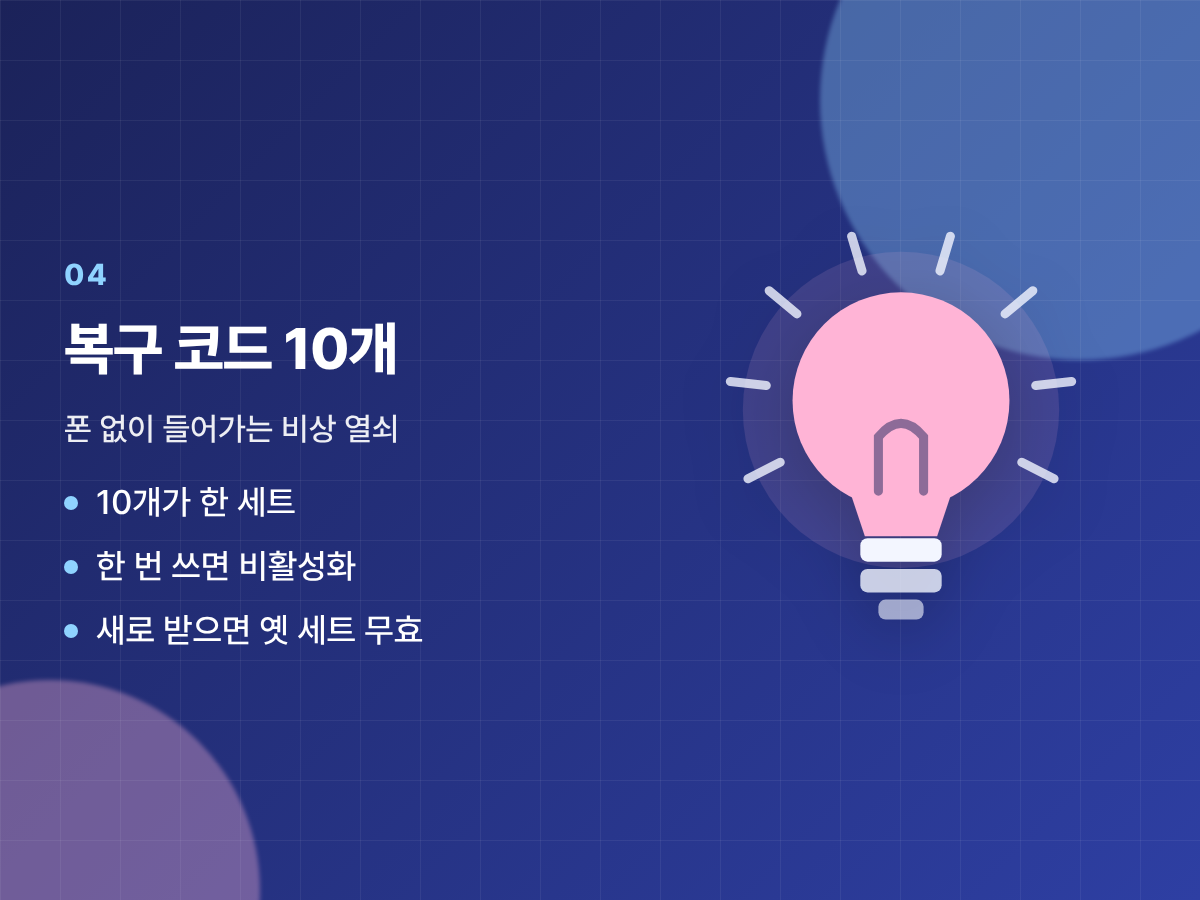 04
복구 코드 10개
폰 없이 들어가는 비상 열쇠
10개가 한 세트
한 번 쓰면 비활성화
새로 받으면 옛 세트 무효